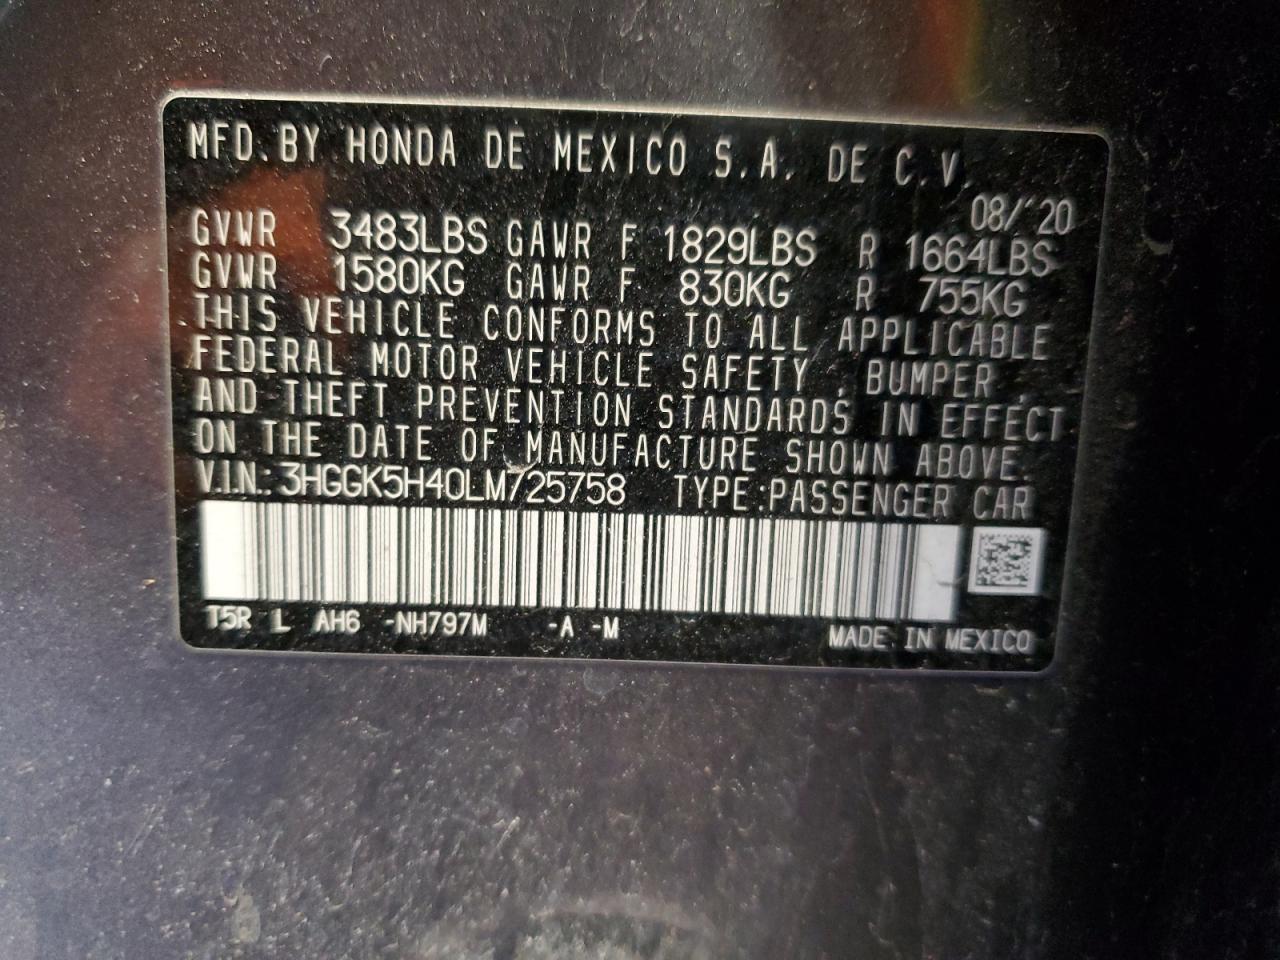 MFD. BY HONDA DE MEXICO S.A. DE C.V.
08/'20
GVWR 3483LBS GAWR F 1829LBS R 1664LBS
GVWR 1580KG GAWR F 830KG R 755KG
THIS VEHICLE CONFORMS TO ALL APPLICABLE
FEDERAL MOTOR VEHICLE SAFETY , BUMPER ,
AND THEFT PREVENTION STANDARDS IN EFFECT
ON THE DATE OF MANUFACTURE SHOWN ABOVE.
V.I.N.: 3HGGK5H40LM725758 TYPE:PASSENGER CAR
T5R L AH6 -NH797M -A -M
MADE IN MEXICO